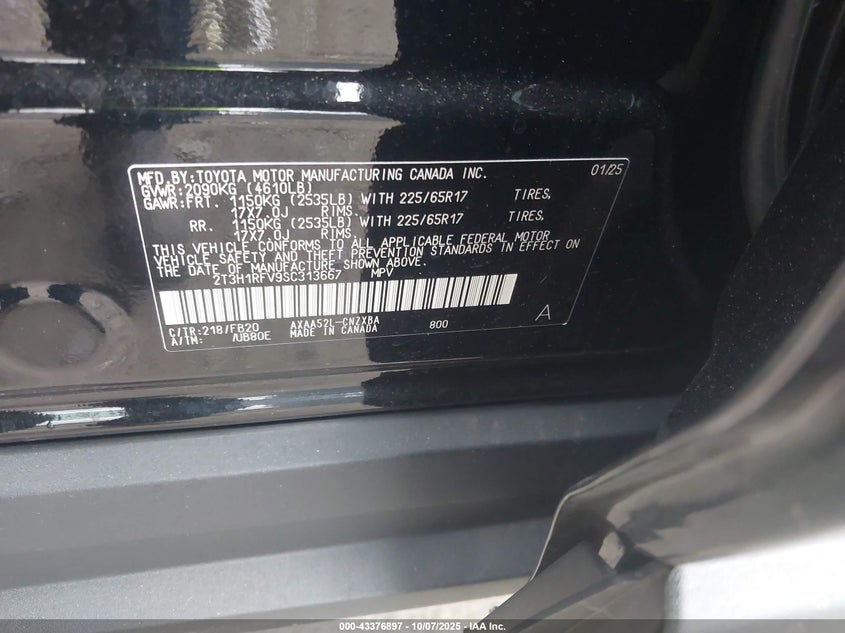 MFD.BY:TOYOTA MOTOR MANUFACTURING CANADA INC. 01/25
GVWR:2090KG (4610LB)
GAWR:FRT. 1150KG (2535LB) WITH 225/65R17 TIRES,
17X7.0J RIMS.
RR. 1150KG (2535LB) WITH 225/65R17 TIRES,
17X7.0J RIMS.
THIS VEHICLE CONFORMS TO ALL APPLICABLE FEDERAL MOTOR
VEHICLE SAFETY AND THEFT PREVENTION STANDARDS IN EFFECT ON
THE DATE OF MANUFACTURE SHOWN ABOVE.
2T3H1RFV9SC313667 MPV
C/TR:218/FB20 AXAA52L-CNZXBA 800 A
A/TM: /UB80E MADE IN CANADA
000-43376897 - 10/07/2025 - IAA Inc.